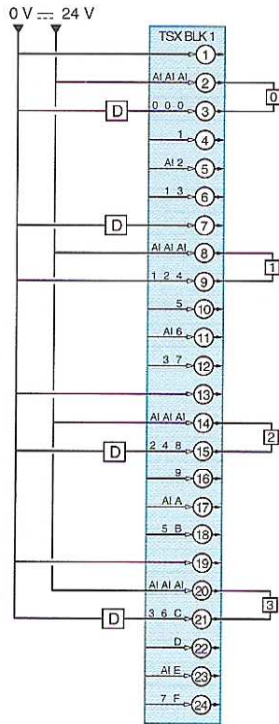 0 V ⎓ 24 V
TSX BLK 1
1
AI AI AI 2 0
D 0 0 0 3
1 4
AI 2 5
1 3 6
D 7
AI AI AI 8 1
1 2 4 9
5 10
AI 6 11
3 7 12
13
AI AI AI 14 2
D 2 4 8 15
9 16
AI A 17
5 B 18
19
AI AI AI 20 3
D 3 6 C 21
D 22
AI E 23
7 F 24